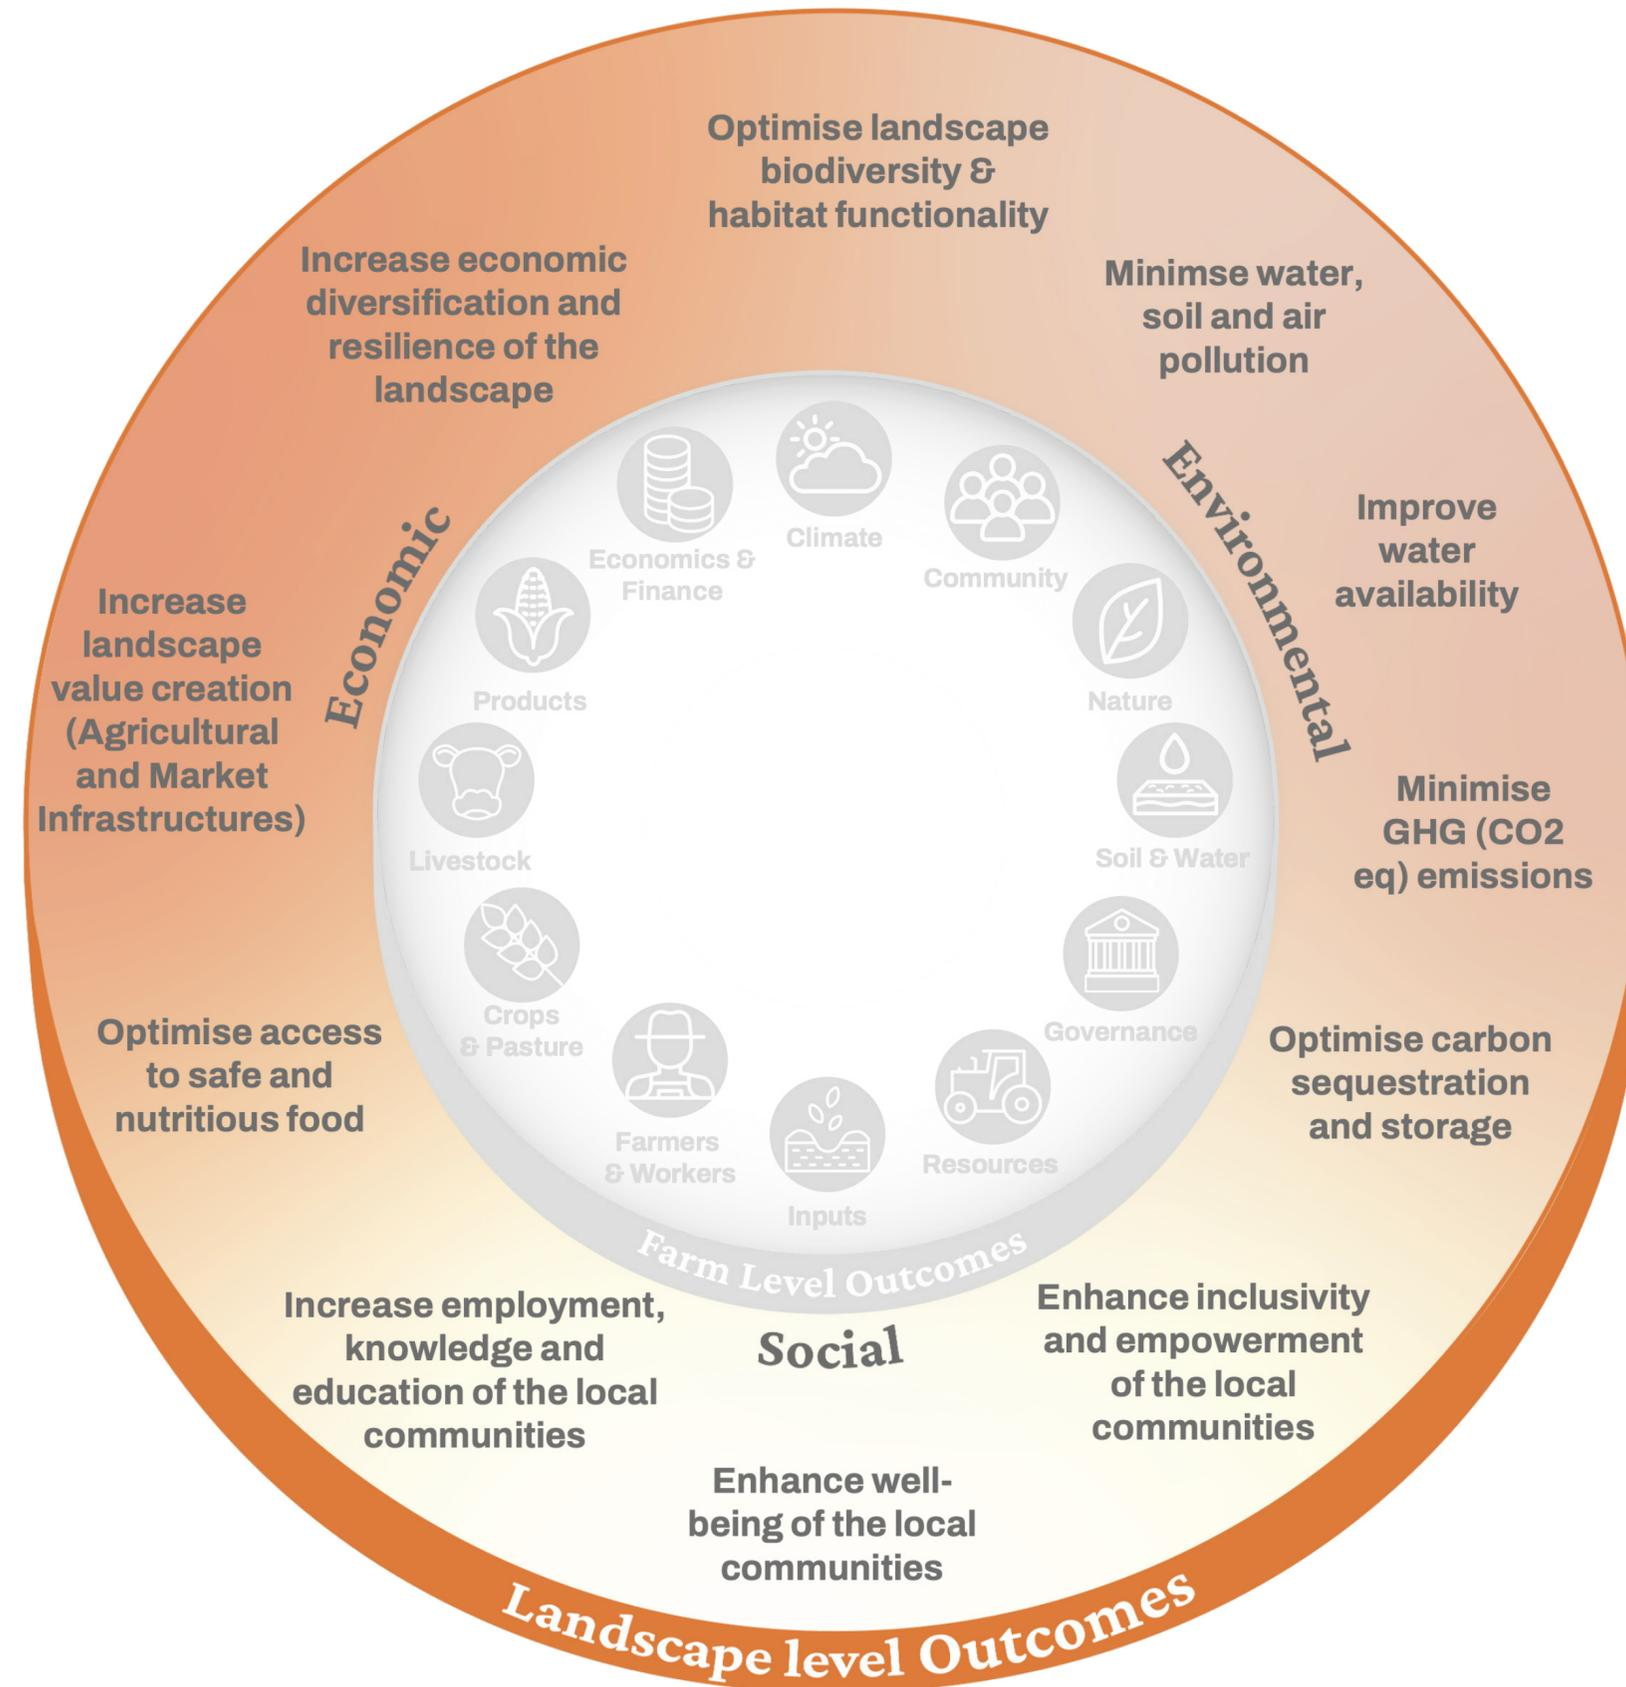 Optimise landscape
biodiversity &
habitat functionality
Increase economic
diversification and
resilience of the
landscape
Minimse water,
soil and air
pollution
Economic
Environmental
Improve
water
availability
Increase
landscape
value creation
(Agricultural
and Market
Infrastructures)
Minimise
GHG (CO2
eq) emissions
Optimise access
to safe and
nutritious food
Optimise carbon
sequestration
and storage
Climate
Economics &
Finance
Community
Products
Nature
Livestock
Soil & Water
Crops
& Pasture
Governance
Farmers
& Workers
Resources
Inputs
Farm Level Outcomes
Social
Increase employment,
knowledge and
education of the local
communities
Enhance inclusivity
and empowerment
of the local
communities
Enhance well-
being of the local
communities
Landscape level Outcomes